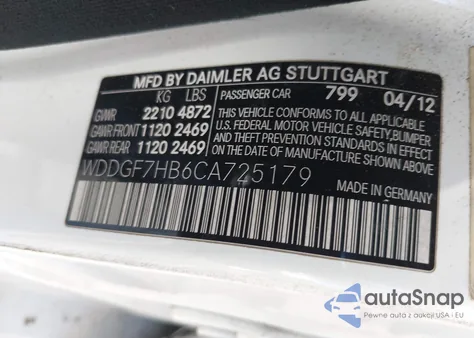 MFD BY DAIMLER AG STUTTGART
KG LBS PASSENGER CAR 799 04/12
GVWR 2210 4872
GAWR FRONT 1120 2469
GAWR REAR 1120 2469
THIS VEHICLE CONFORMS TO ALL APPLICABLE
U.S. FEDERAL MOTOR VEHICLE SAFETY, BUMPER
AND THEFT PREVENTION STANDARDS IN EFFECT
ON THE DATE OF MANUFACTURE SHOWN ABOVE.
WDDGF7HB6CA725179
MADE IN GERMANY
autoSnap
Pewne auta z aukcji USA i EU